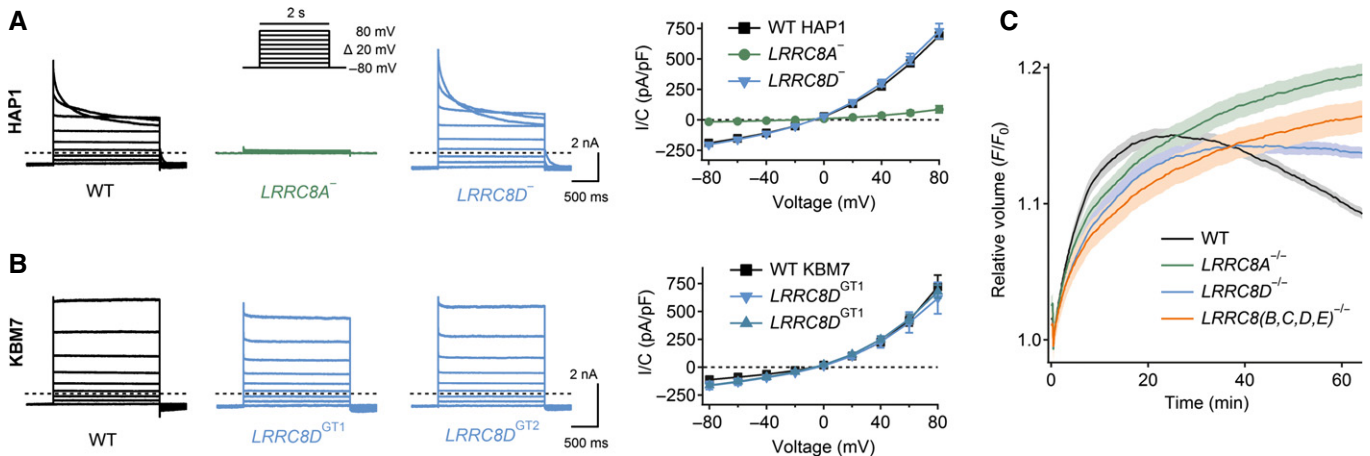 A
HAP1
2 s
80 mV
Δ 20 mV
–80 mV
WT
LRRC8A⁻
LRRC8D⁻
2 nA
500 ms
I/C (pA/pF)
750
500
250
0
−250
WT HAP1
LRRC8A⁻
LRRC8D⁻
−80 −40 0 40 80
Voltage (mV)
B
KBM7
WT
LRRC8D^GT1
LRRC8D^GT2
2 nA
500 ms
I/C (pA/pF)
750
500
250
0
−250
WT KBM7
LRRC8D^GT1
LRRC8D^GT1
−80 −40 0 40 80
Voltage (mV)
C
Relative volume (F/F₀)
1.2
1.1
1.0
WT
LRRC8A⁻/⁻
LRRC8D⁻/⁻
LRRC8(B,C,D,E)⁻/⁻
0 20 40 60
Time (min)